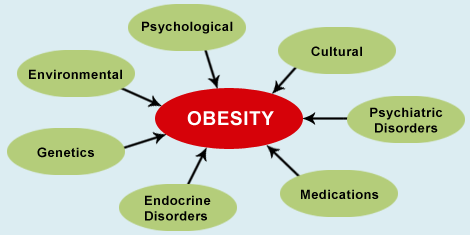 Psychological
Cultural
Environmental
OBESITY
Psychiatric
Disorders
Genetics
Medications
Endocrine
Disorders